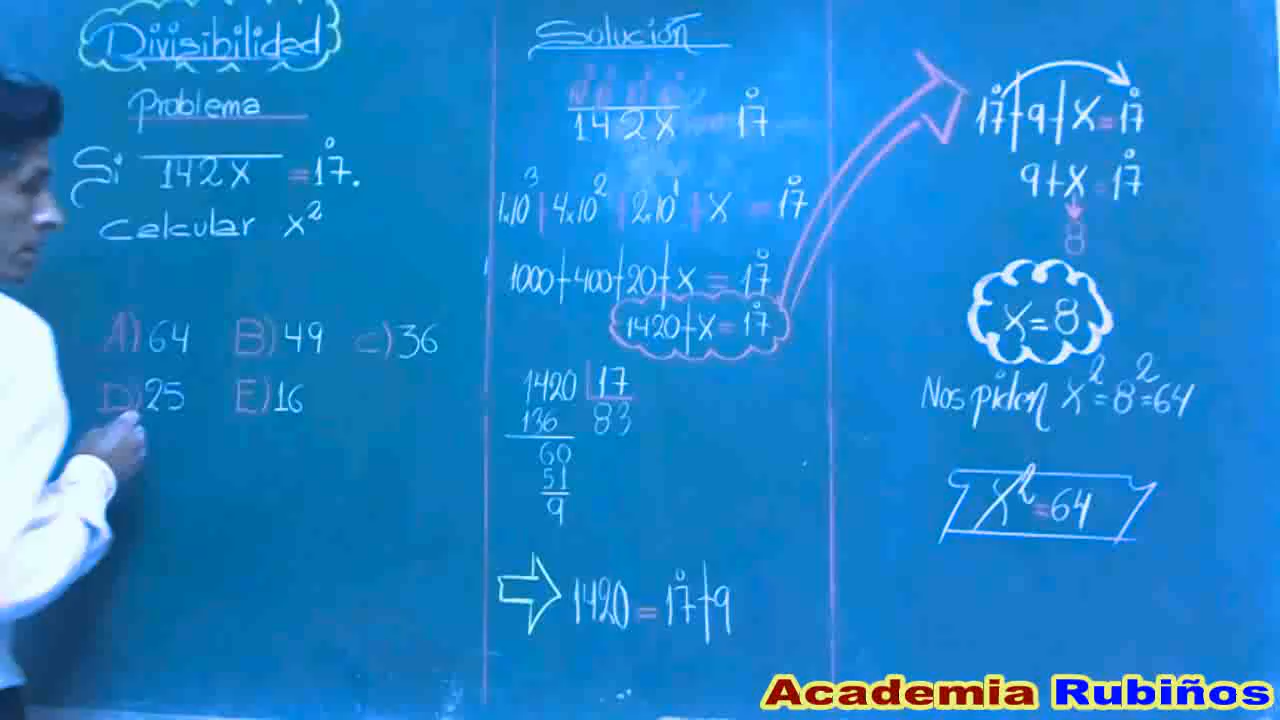 Divisibilidad
Problema
Si 142X = 17°.
Calcular x²
A) 64 B) 49 C) 36
D) 25 E) 16
Solución
142X = 17°
1x10³ + 4x10² + 2x10¹ + X = 17°
1000 + 400 + 20 + X = 17°
1420 + X = 17°
1420 | 17
136 83
60
51
9
⇒ 1420 = 17° + 9
17° + 9 + X = 17°
9 + X = 17°
8
X = 8
Nos piden X² = 8² = 64
X² = 64
Academia Rubiños